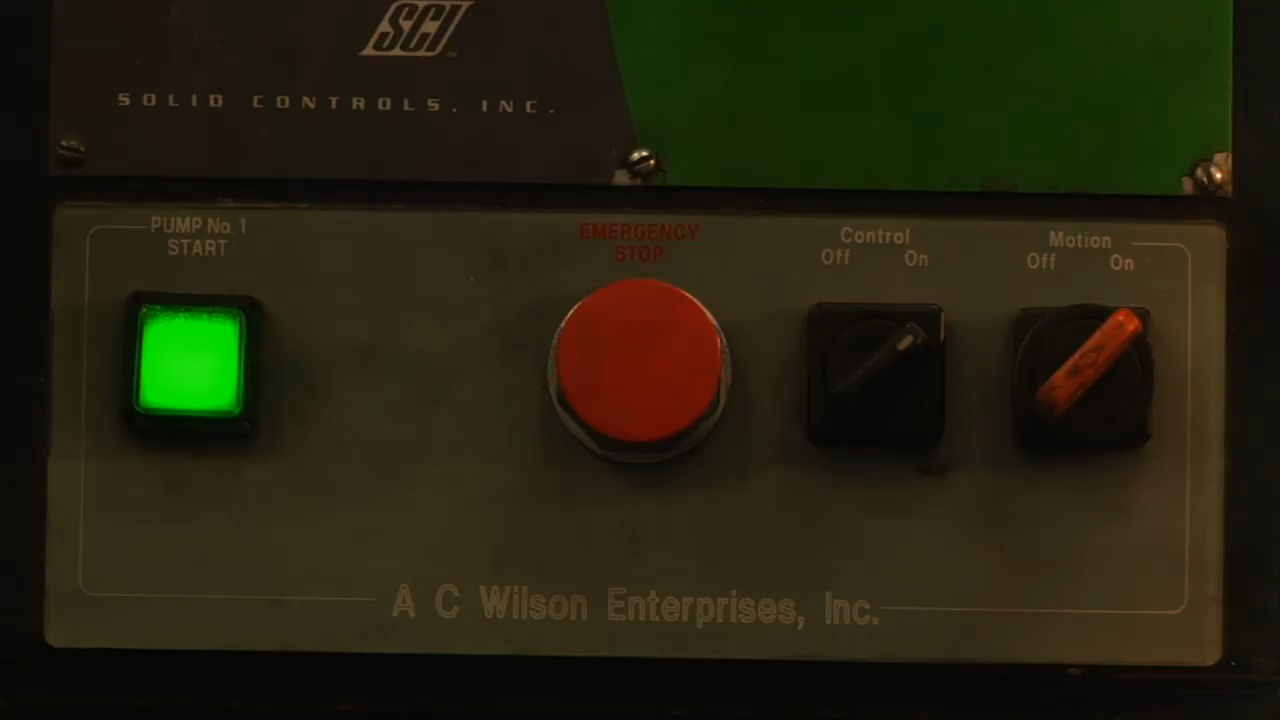 SCI
SOLID CONTROLS, INC.
PUMP No. 1
START
EMERGENCY
STOP
Control
Off On
Motion
Off On
A C Wilson Enterprises, Inc.